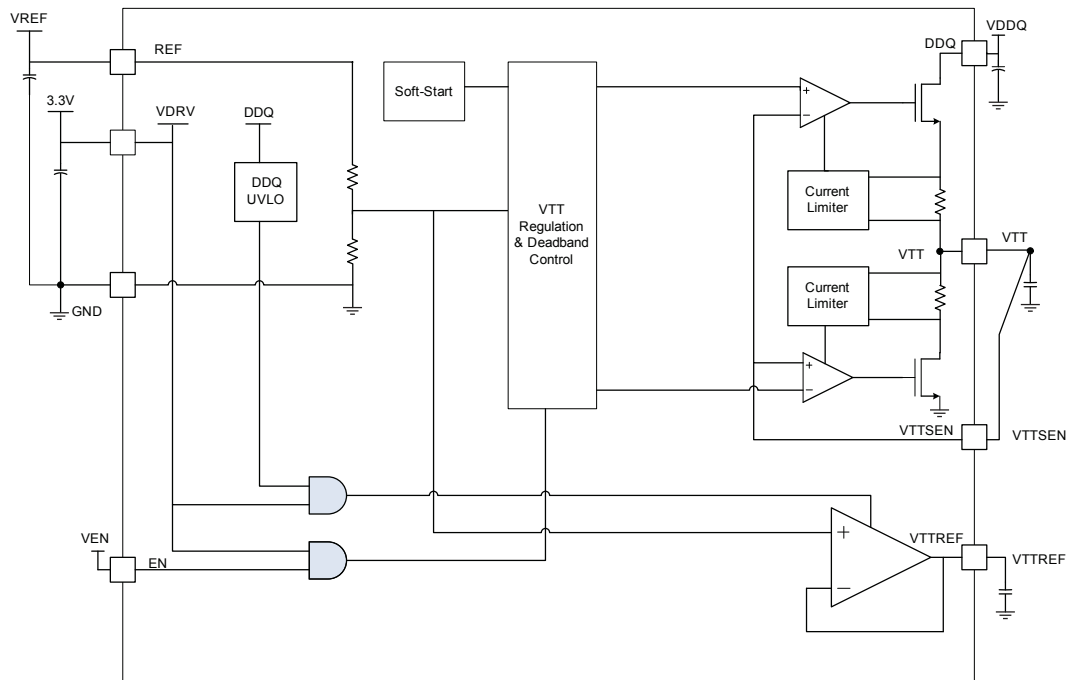 VREF
REF
3.3V
VDRV
DDQ
DDQ
UVLO
GND
Soft-Start
VTT
Regulation
& Deadband
Control
VDDQ
DDQ
+
−
Current
Limiter
VTT
VTT
Current
Limiter
+
−
VTTSEN
VTTSEN
VEN
EN
+
−
VTTREF
VTTREF